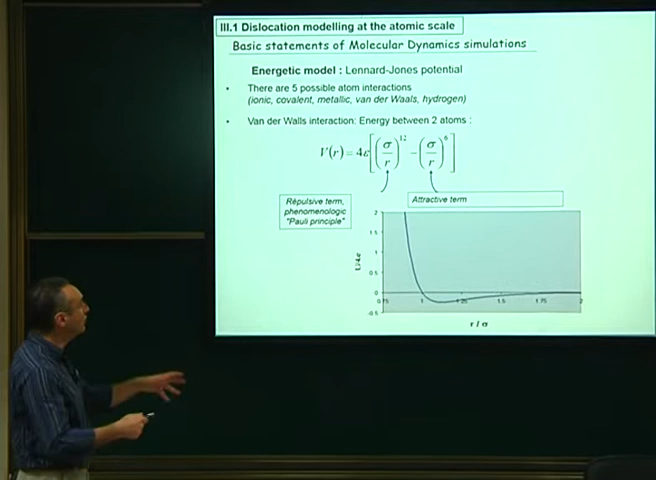 III.1 Dislocation modelling at the atomic scale
Basic statements of Molecular Dynamics simulations
Energetic model : Lennard-Jones potential
• There are 5 possible atom interactions
(ionic, covalent, metallic, van der Waals, hydrogen)
• Van der Walls interaction: Energy between 2 atoms :
V(r) = 4ε[(σ/r)^12 − (σ/r)^6]
Répulsive term,
phenomenologic
"Pauli principle"
Attractive term
2
1.5
1
0.5
0
-0.5
0.75 1 1.25 1.5 1.75 2
r / σ